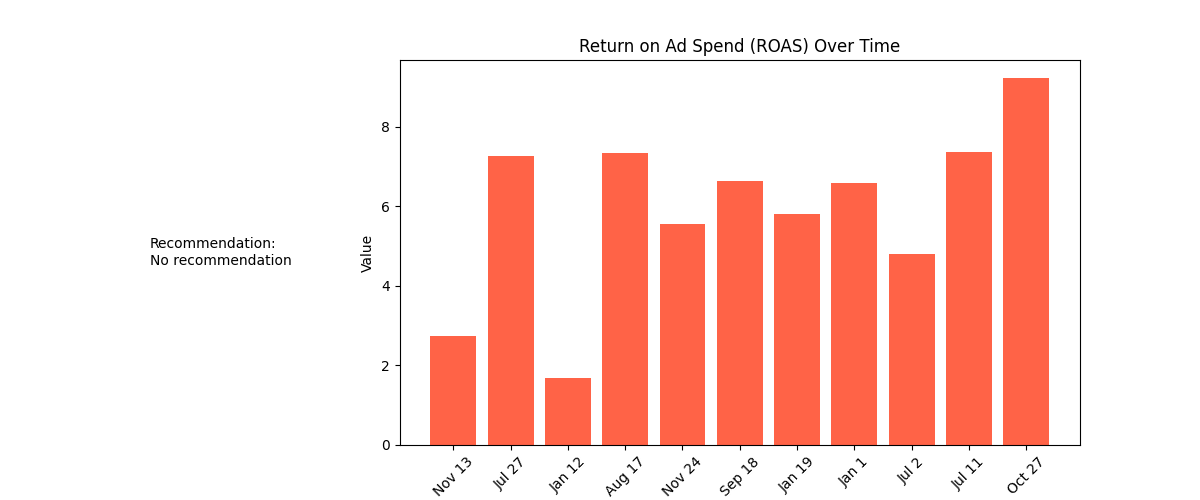 Return on Ad Spend (ROAS) Over Time
Recommendation:
No recommendation
Value
8
6
4
2
0
Nov 13
Jul 27
Jan 12
Aug 17
Nov 24
Sep 18
Jan 19
Jan 1
Jul 2
Jul 11
Oct 27